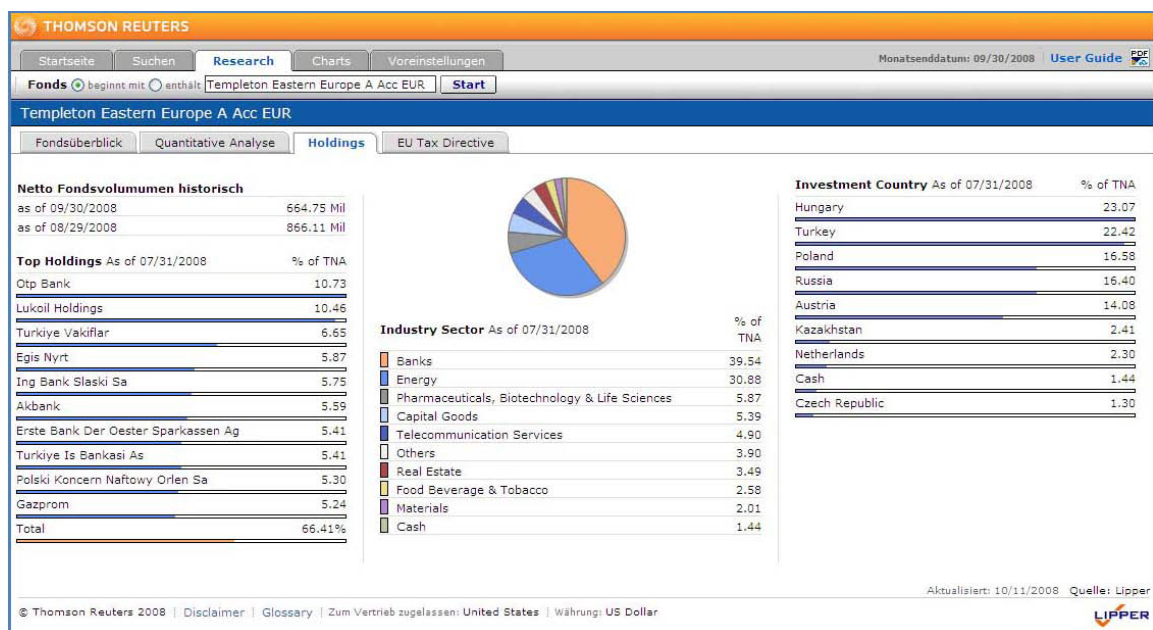 THOMSON REUTERS
Startseite Suchen Research Charts Voreinstellungen Monatsenddatum: 09/30/2008 User Guide PDF
Fonds beginnt mit enthält Templeton Eastern Europe A Acc EUR Start
Templeton Eastern Europe A Acc EUR
Fondsüberblick Quantitative Analyse Holdings EU Tax Directive
Netto Fondsvolumumen historisch
as of 09/30/2008 664.75 Mil
as of 08/29/2008 866.11 Mil
Top Holdings As of 07/31/2008 % of TNA
Otp Bank 10.73
Lukoil Holdings 10.46
Turkiye Vakiflar 6.65
Egis Nyrt 5.87
Ing Bank Slaski Sa 5.75
Akbank 5.59
Erste Bank Der Oester Sparkassen Ag 5.41
Turkiye Is Bankasi As 5.41
Polski Koncern Naftowy Orlen Sa 5.30
Gazprom 5.24
Total 66.41%
Industry Sector As of 07/31/2008 % of
TNA
Banks 39.54
Energy 30.88
Pharmaceuticals, Biotechnology & Life Sciences 5.87
Capital Goods 5.39
Telecommunication Services 4.90
Others 3.90
Real Estate 3.49
Food Beverage & Tobacco 2.58
Materials 2.01
Cash 1.44
Investment Country As of 07/31/2008 % of TNA
Hungary 23.07
Turkey 22.42
Poland 16.58
Russia 16.40
Austria 14.08
Kazakhstan 2.41
Netherlands 2.30
Cash 1.44
Czech Republic 1.30
Aktualisiert: 10/11/2008 Quelle: Lipper
© Thomson Reuters 2008 | Disclaimer | Glossary | Zum Vertrieb zugelassen: United States | Währung: US Dollar
LIPPER